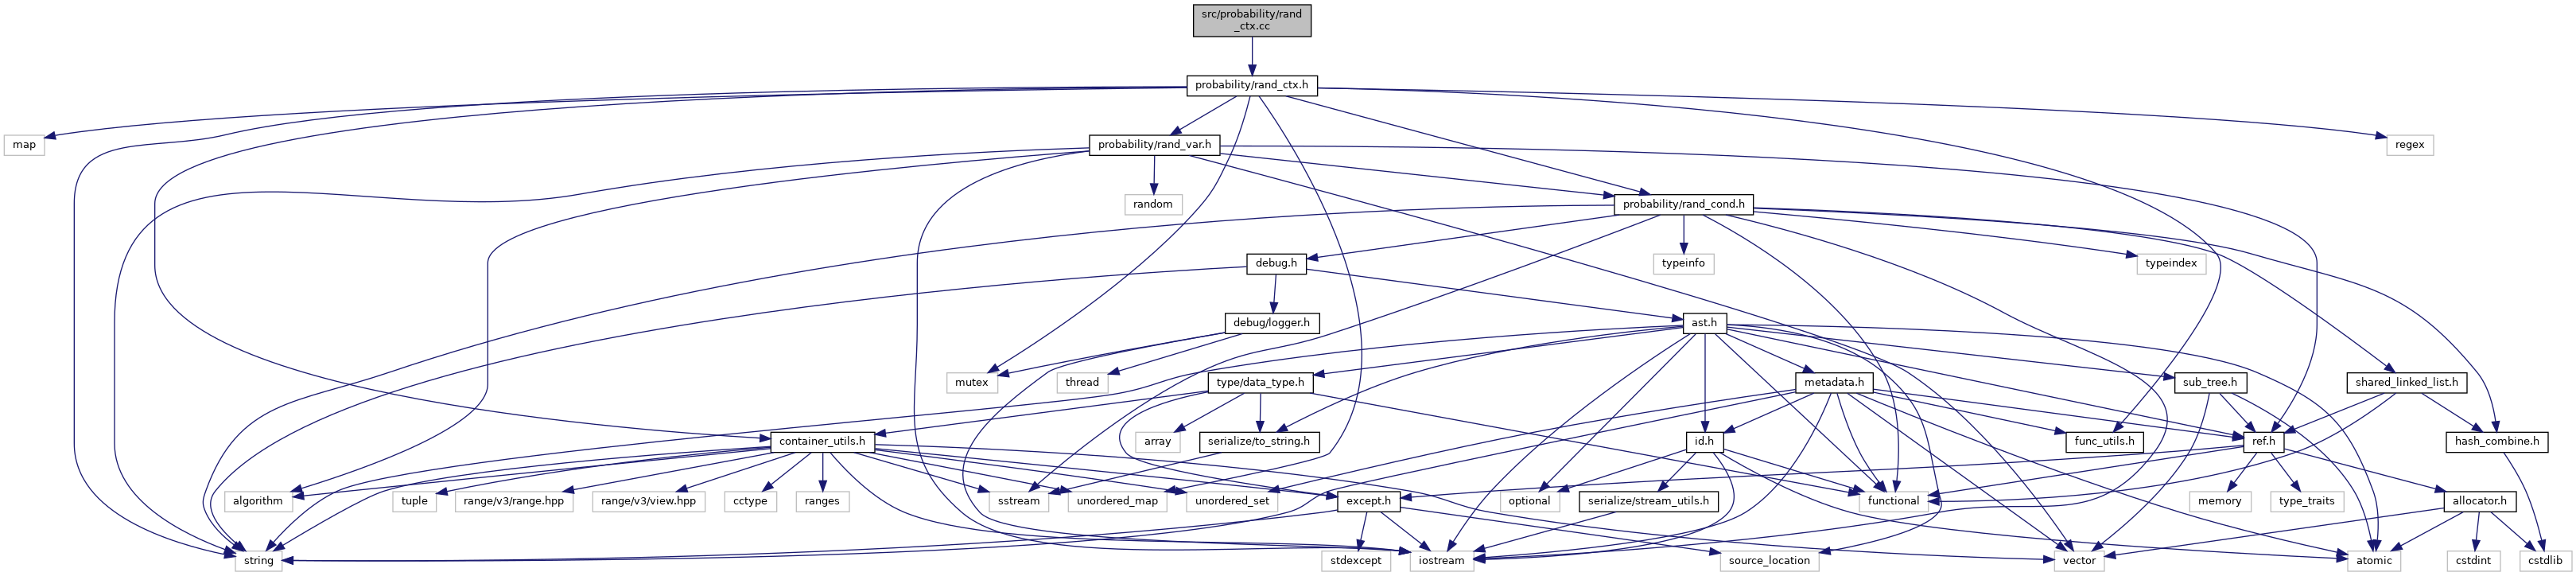 src/probability/rand
_ctx.cc
probability/rand_ctx.h
map
probability/rand_var.h
regex
random
probability/rand_cond.h
debug.h
typeinfo
typeindex
debug/logger.h
ast.h
mutex
thread
type/data_type.h
metadata.h
sub_tree.h
shared_linked_list.h
container_utils.h
array
serialize/to_string.h
id.h
func_utils.h
ref.h
hash_combine.h
algorithm
tuple
range/v3/range.hpp
range/v3/view.hpp
cctype
ranges
sstream
unordered_map
unordered_set
except.h
optional
serialize/stream_utils.h
functional
memory
type_traits
allocator.h
string
stdexcept
iostream
source_location
vector
atomic
cstdint
cstdlib